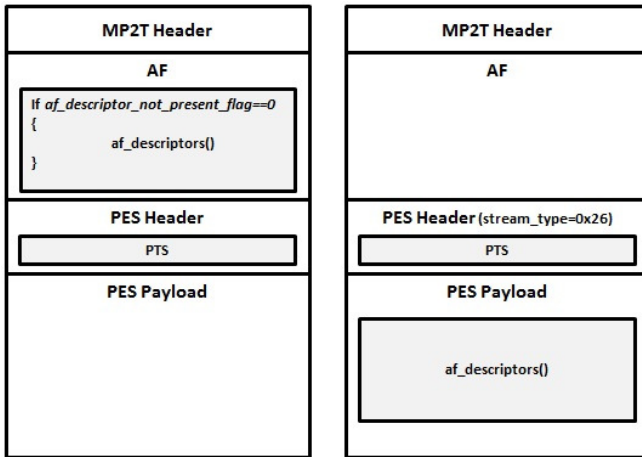 MP2T Header
AF
If af_descriptor_not_present_flag==0
{
af_descriptors()
}
PES Header
PTS
PES Payload
MP2T Header
AF
PES Header (stream_type=0x26)
PTS
PES Payload
af_descriptors()